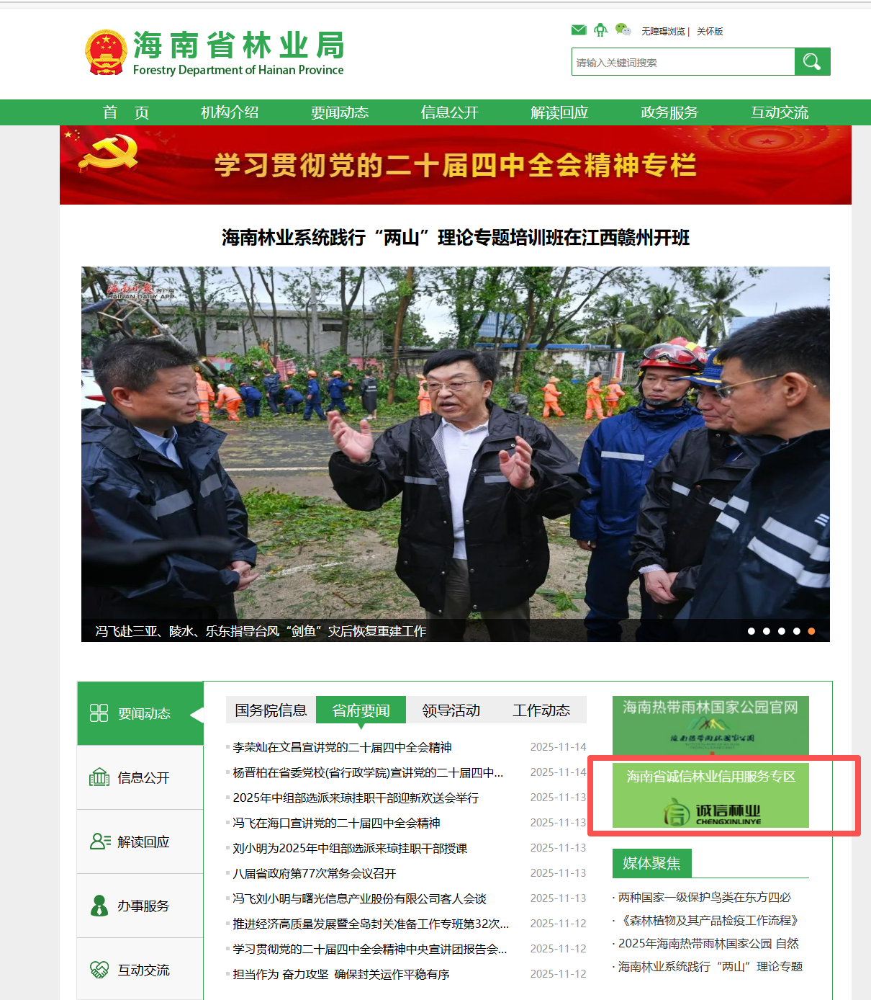 海南省林业局
Forestry Department of Hainan Province
无障碍浏览 | 关怀版
请输入关键词搜索
首 页 机构介绍 要闻动态 信息公开 解读回应 政务服务 互动交流
学习贯彻党的二十届四中全会精神专栏
海南林业系统践行“两山”理论专题培训班在江西赣州开班
海南日报 客户端
HAINAN DAILY APP
冯飞赴三亚、陵水、乐东指导台风“剑鱼”灾后恢复重建工作
要闻动态
信息公开
解读回应
办事服务
互动交流
国务院信息 省府要闻 领导活动 工作动态
李荣灿在文昌宣讲党的二十届四中全会精神 2025-11-14
杨晋柏在省委党校(省行政学院)宣讲党的二十届四中... 2025-11-14
2025年中组部选派来琼挂职干部迎新欢送会举行 2025-11-13
冯飞在海口宣讲党的二十届四中全会精神 2025-11-13
刘小明为2025年中组部选派来琼挂职干部授课 2025-11-13
八届省政府第77次常务会议召开 2025-11-13
冯飞刘小明与曙光信息产业股份有限公司客人会谈 2025-11-13
推进经济高质量发展暨全岛封关准备工作专班第32次... 2025-11-12
学习贯彻党的二十届四中全会精神中央宣讲团报告会... 2025-11-12
担当作为 奋力攻坚 确保封关运作平稳有序 2025-11-12
海南热带雨林国家公园官网
海南热带雨林国家公园
海南省诚信林业信用服务专区
诚信林业
CHENGXINLINYE
媒体聚焦
· 两种国家一级保护鸟类在东方四必
· 《森林植物及其产品检疫工作流程》
· 2025年海南热带雨林国家公园 自然
· 海南林业系统践行“两山”理论专题